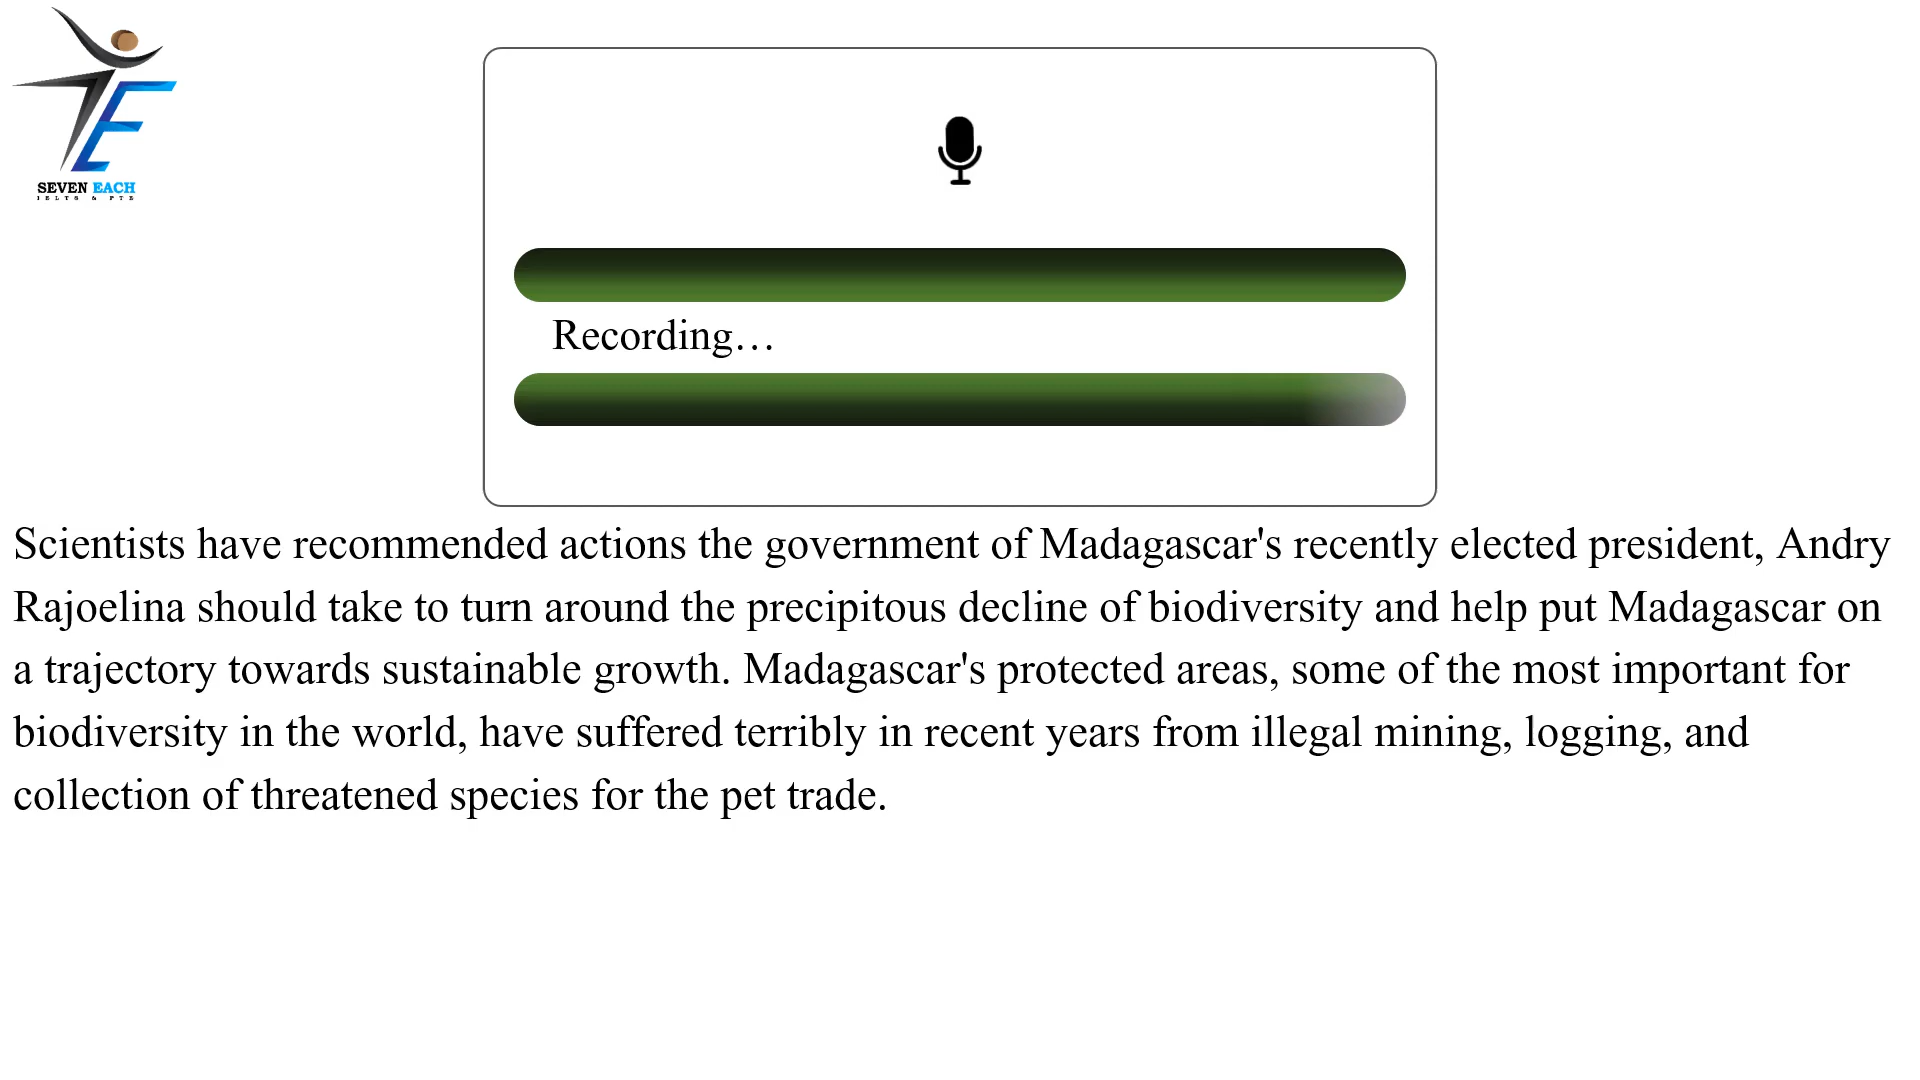 SEVEN EACH
IELTS & PTE
Recording…
Scientists have recommended actions the government of Madagascar's recently elected president, Andry
Rajoelina should take to turn around the precipitous decline of biodiversity and help put Madagascar on
a trajectory towards sustainable growth. Madagascar's protected areas, some of the most important for
biodiversity in the world, have suffered terribly in recent years from illegal mining, logging, and
collection of threatened species for the pet trade.